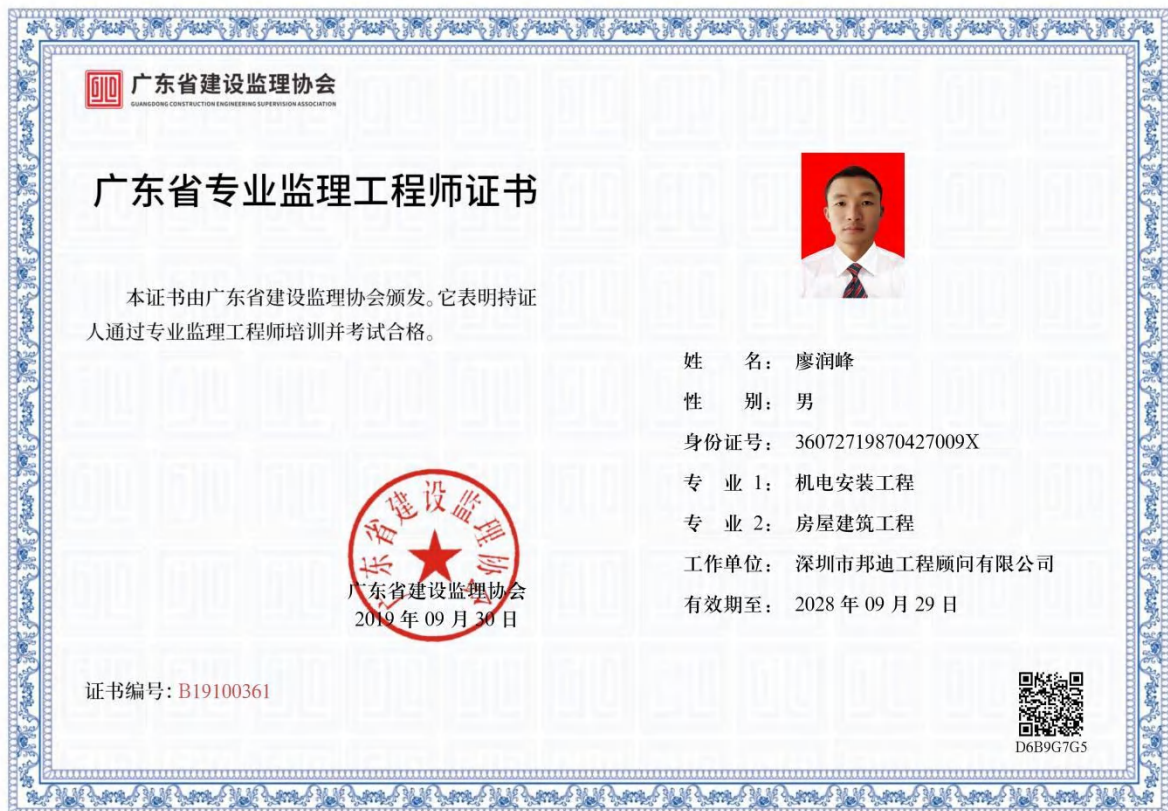 广东省建设监理协会
GUANGDONG CONSTRUCTION ENGINEERING SUPERVISION ASSOCIATION
广东省专业监理工程师证书
本证书由广东省建设监理协会颁发。它表明持证
人通过专业监理工程师培训并考试合格。
姓 名: 廖润峰
性 别: 男
身份证号: 36072719870427009X
专 业 1: 机电安装工程
专 业 2: 房屋建筑工程
工作单位: 深圳市邦迪工程顾问有限公司
有效期至: 2028 年 09 月 29 日
广东省建设监理协会
广东省建设监理协会
2019 年 09 月 30 日
证书编号: B19100361
D6B9G7G5